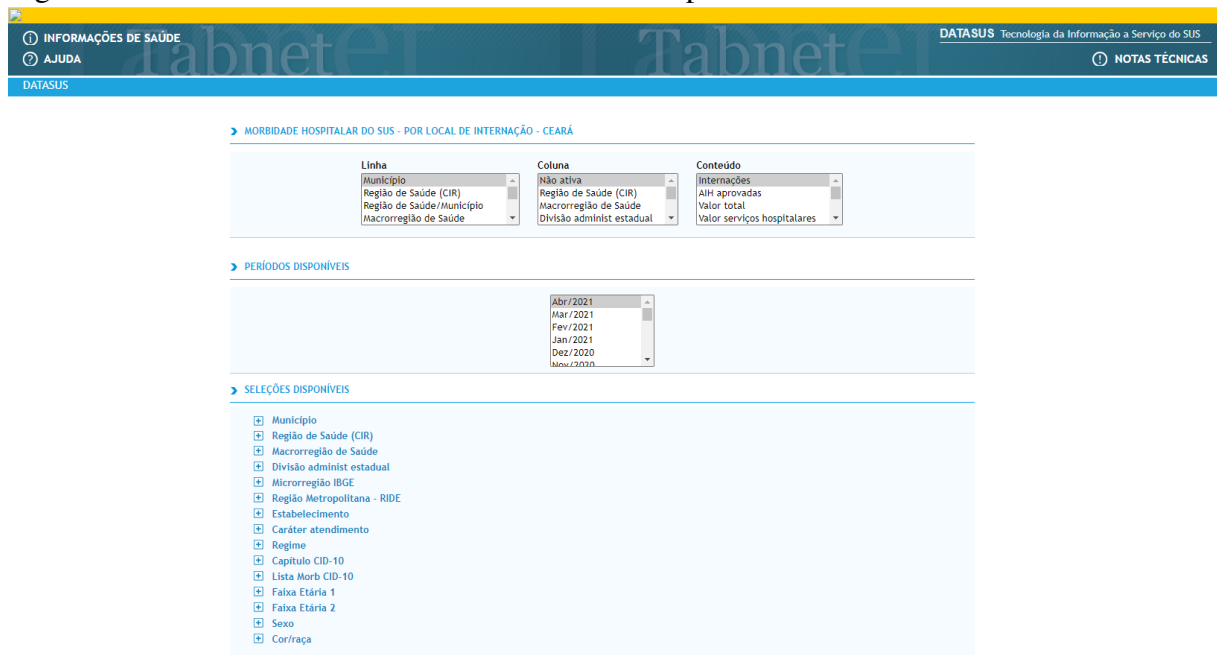 INFORMAÇÕES DE SAÚDE
AJUDA
Tabnet
Tabnet
DATASUS Tecnologia da Informação a Serviço do SUS
NOTAS TÉCNICAS
DATASUS
MORBIDADE HOSPITALAR DO SUS - POR LOCAL DE INTERNAÇÃO - CEARÁ
Linha
Município
Região de Saúde (CIR)
Região de Saúde/Município
Macrorregião de Saúde
Coluna
Não ativa
Região de Saúde (CIR)
Macrorregião de Saúde
Divisão administ estadual
Conteúdo
Internações
AIH aprovadas
Valor total
Valor serviços hospitalares
PERÍODOS DISPONÍVEIS
Abr/2021
Mar/2021
Fev/2021
Jan/2021
Dez/2020
Nov/2020
SELEÇÕES DISPONÍVEIS
Município
Região de Saúde (CIR)
Macrorregião de Saúde
Divisão administ estadual
Microrregião IBGE
Região Metropolitana - RIDE
Estabelecimento
Caráter atendimento
Regime
Capítulo CID-10
Lista Morb CID-10
Faixa Etária 1
Faixa Etária 2
Sexo
Cor/raça